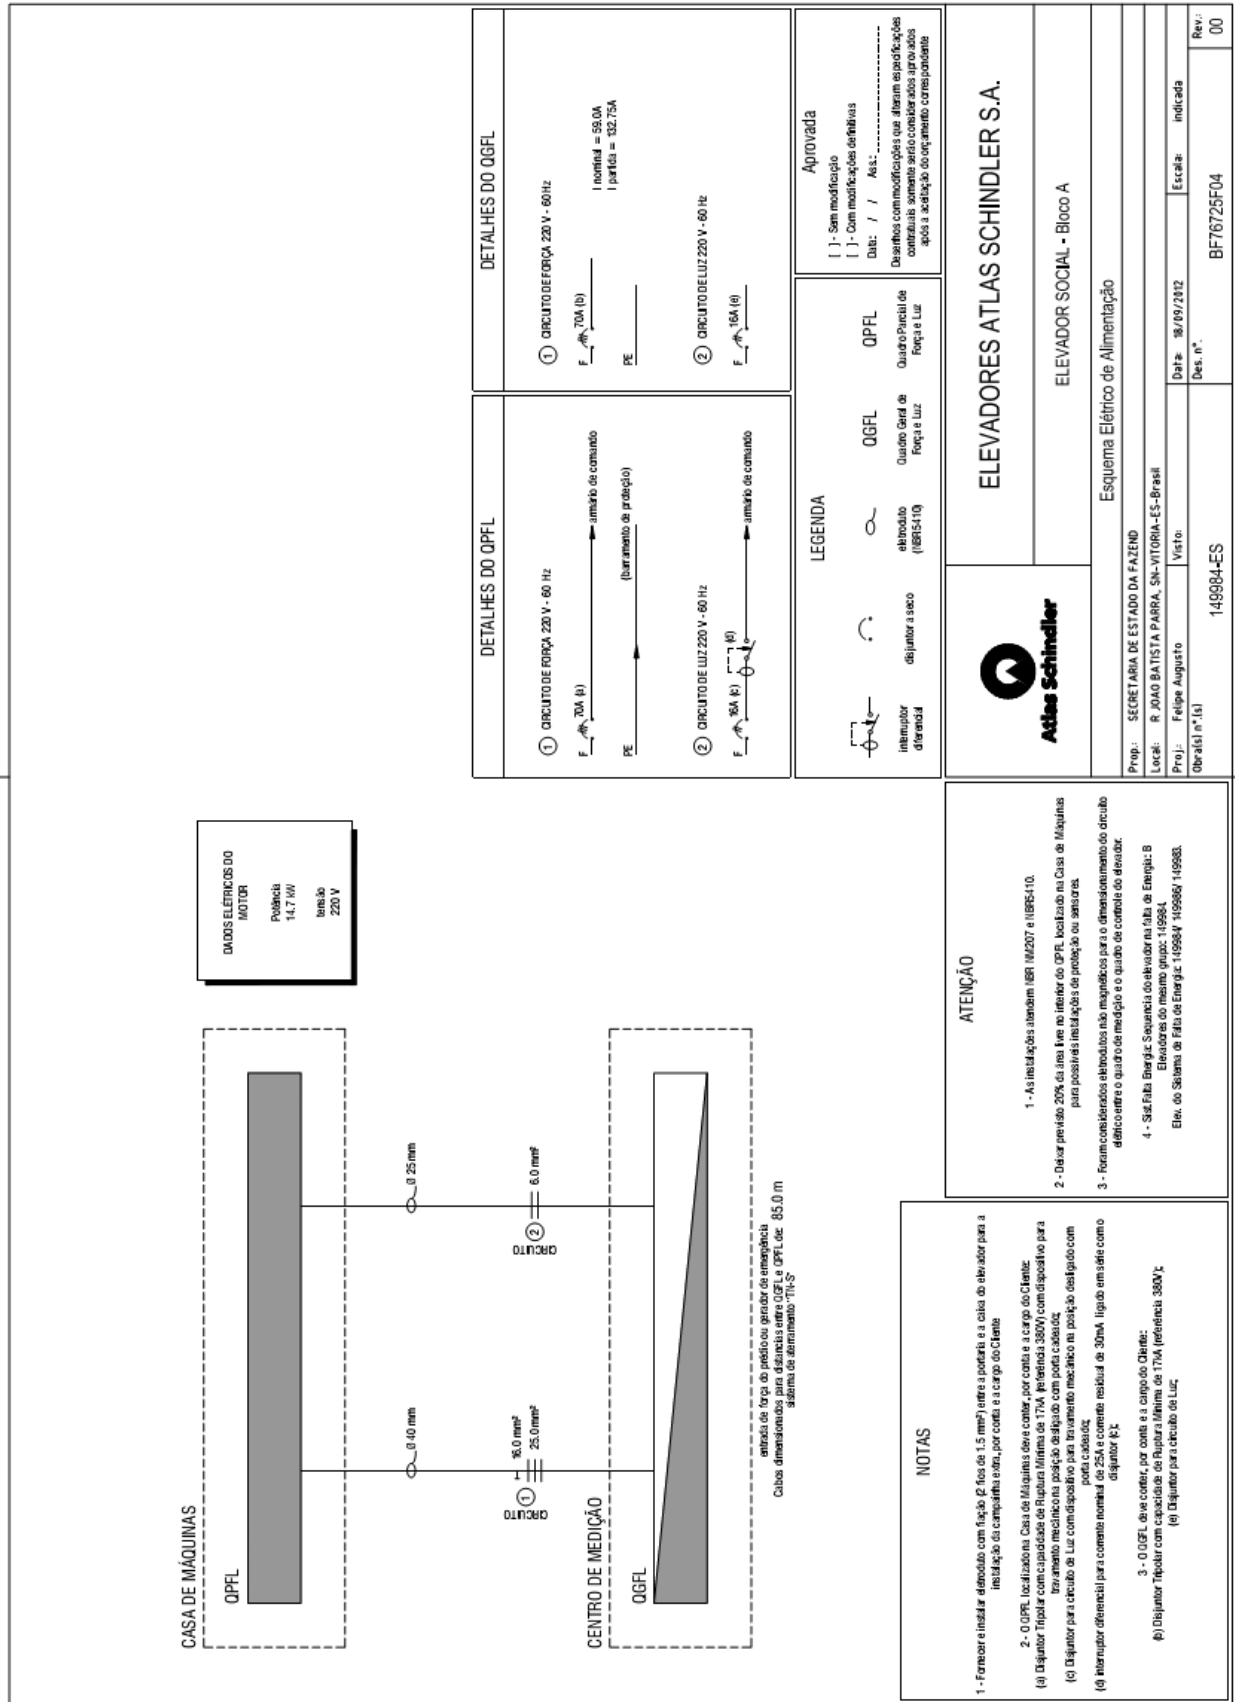 CASA DE MÁQUINAS
QPFL
Ø 40 mm
Ø 25 mm
CIRCUITO
1
16.0 mm²
25.0 mm²
CIRCUITO
2
6.0 mm²
CENTRO DE MEDIÇÃO
QGFL
entrada de força do prédio ou gerador de emergência
Cabos dimensionados para distancias entre QGFL e QPFL de: 85.0 m
sistema de aterramento "TN-S"
DADOS ELÉTRICOS DO
MOTOR
Potência
14.7 kW
tensão
220 V
NOTAS
1 - Fornecer e instalar eletroduto com fiação (2 fios de 1.5 mm²) entre a portaria e a caixa do elevador para a
instalação da campainha extra, por conta e a cargo do Cliente
2 - O QPFL localizado na Casa de Máquinas deve conter, por conta e a cargo do Cliente:
(a) Disjuntor Tripolar com capacidade de Ruptura Mínima de 17kA (referência 380V) com dispositivo para
travamento mecânico na posição desligado com porta cadeado;
(c) Disjuntor para circuito de Luz com dispositivo para travamento mecânico na posição desligado com
porta cadeado;
(d) interruptor diferencial para corrente nominal de 25A e corrente residual de 30mA ligado em série com o
disjuntor (c);
3 - O QGFL deve conter, por conta e a cargo do Cliente:
(b) Disjuntor Tripolar com capacidade de Ruptura Mínima de 17kA (referência 380V);
(e) Disjuntor para circuito de Luz;
ATENÇÃO
1 - As instalações atendem NBR NM207 e NBR5410.
2 - Deixar previsto 20% da área livre no interior do QPFL localizado na Casa de Máquinas
para possíveis instalações de proteção ou sensores.
3 - Foram considerados eletrodutos não magnéticos para o dimensionamento do circuito
elétrico entre o quadro de medição e o quadro de controle do elevador.
4 - Sist.Falta Energia: Sequencia do elevador na falta de Energia: B
Elevadores do mesmo grupo: 149984.
Elev. do Sistema de Falta de Energia: 149984/ 149986/ 149983.
DETALHES DO QPFL
1 CIRCUITO DE FORÇA 220 V - 60 Hz
F 70A (a) armário de comando
PE (barramento de proteção)
2 CIRCUITO DE LUZ 220 V - 60 Hz
F 16A (c) (d) armário de comando
DETALHES DO QGFL
1 CIRCUITO DE FORÇA 220 V - 60 Hz
F 70A (b)
I nominal = 59.0A
I partida = 132.75A
PE
2 CIRCUITO DE LUZ 220 V - 60 Hz
F 16A (e)
LEGENDA
interruptor
diferencial
disjuntor a seco
eletroduto
(NBR5410)
QGFL
Quadro Geral de
Força e Luz
QPFL
Quadro Parcial de
Força e Luz
Aprovada
[ ] - Sem modificação
[ ] - Com modificações definitivas
Data: / / Ass.:
Desenhos com modificações que alteram especificações
contratuais somente serão considerados aprovados
após a aceitação do orçamento correspondente
Atlas Schindler
ELEVADORES ATLAS SCHINDLER S.A.
ELEVADOR SOCIAL - Bloco A
Esquema Elétrico de Alimentação
Prop.: SECRETARIA DE ESTADO DA FAZEND
Local: R JOAO BATISTA PARRA, SN-VITORIA-ES-Brasil
Proj.: Felipe Augusto Visto: Data: 18/09/2012 Escala: indicada
Obra(s) n°.(s) 149984-ES Des. n°. BF76725F04 Rev.: 00